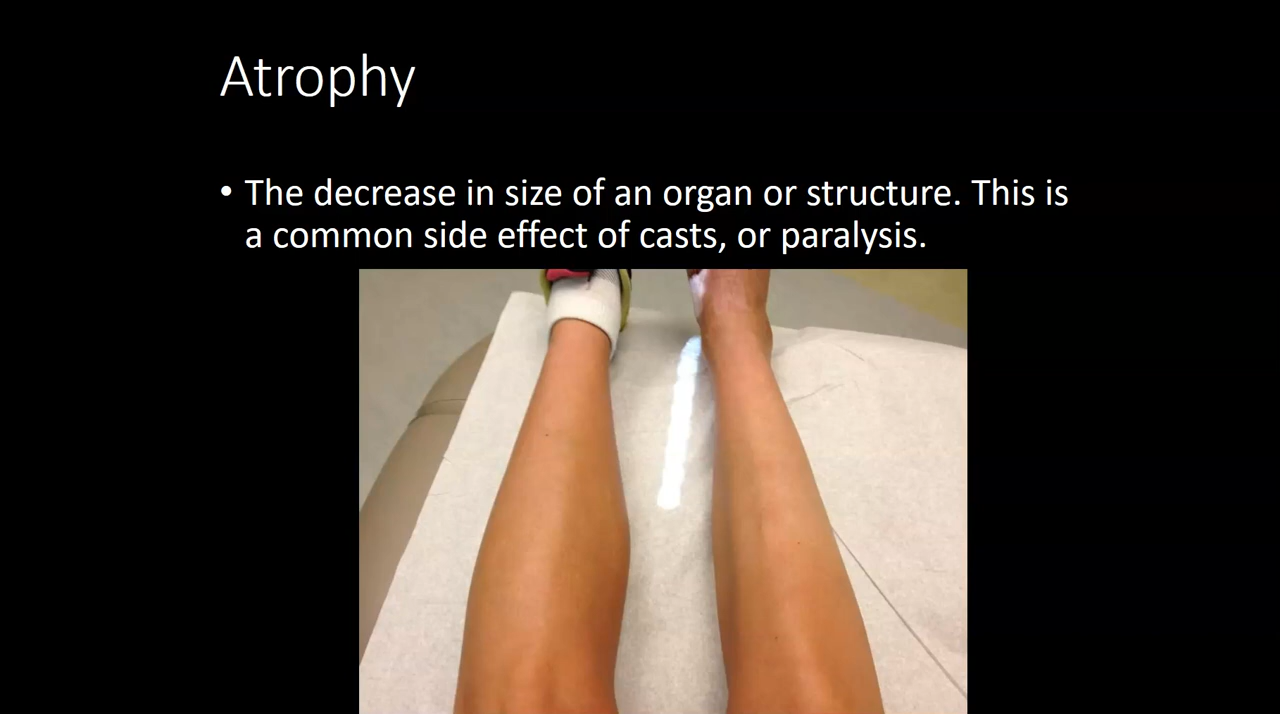 Atrophy
• The decrease in size of an organ or structure. This is
a common side effect of casts, or paralysis.